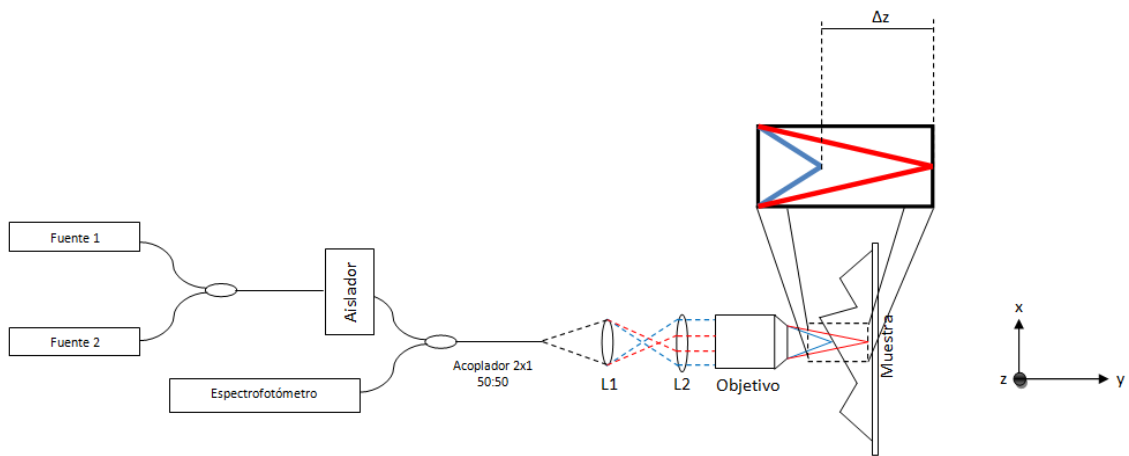 Δz
Fuente 1
Aislador
Fuente 2
Acoplador 2x1
50:50
Espectrofotómetro
L1
L2
Objetivo
Muestra
x
z
y